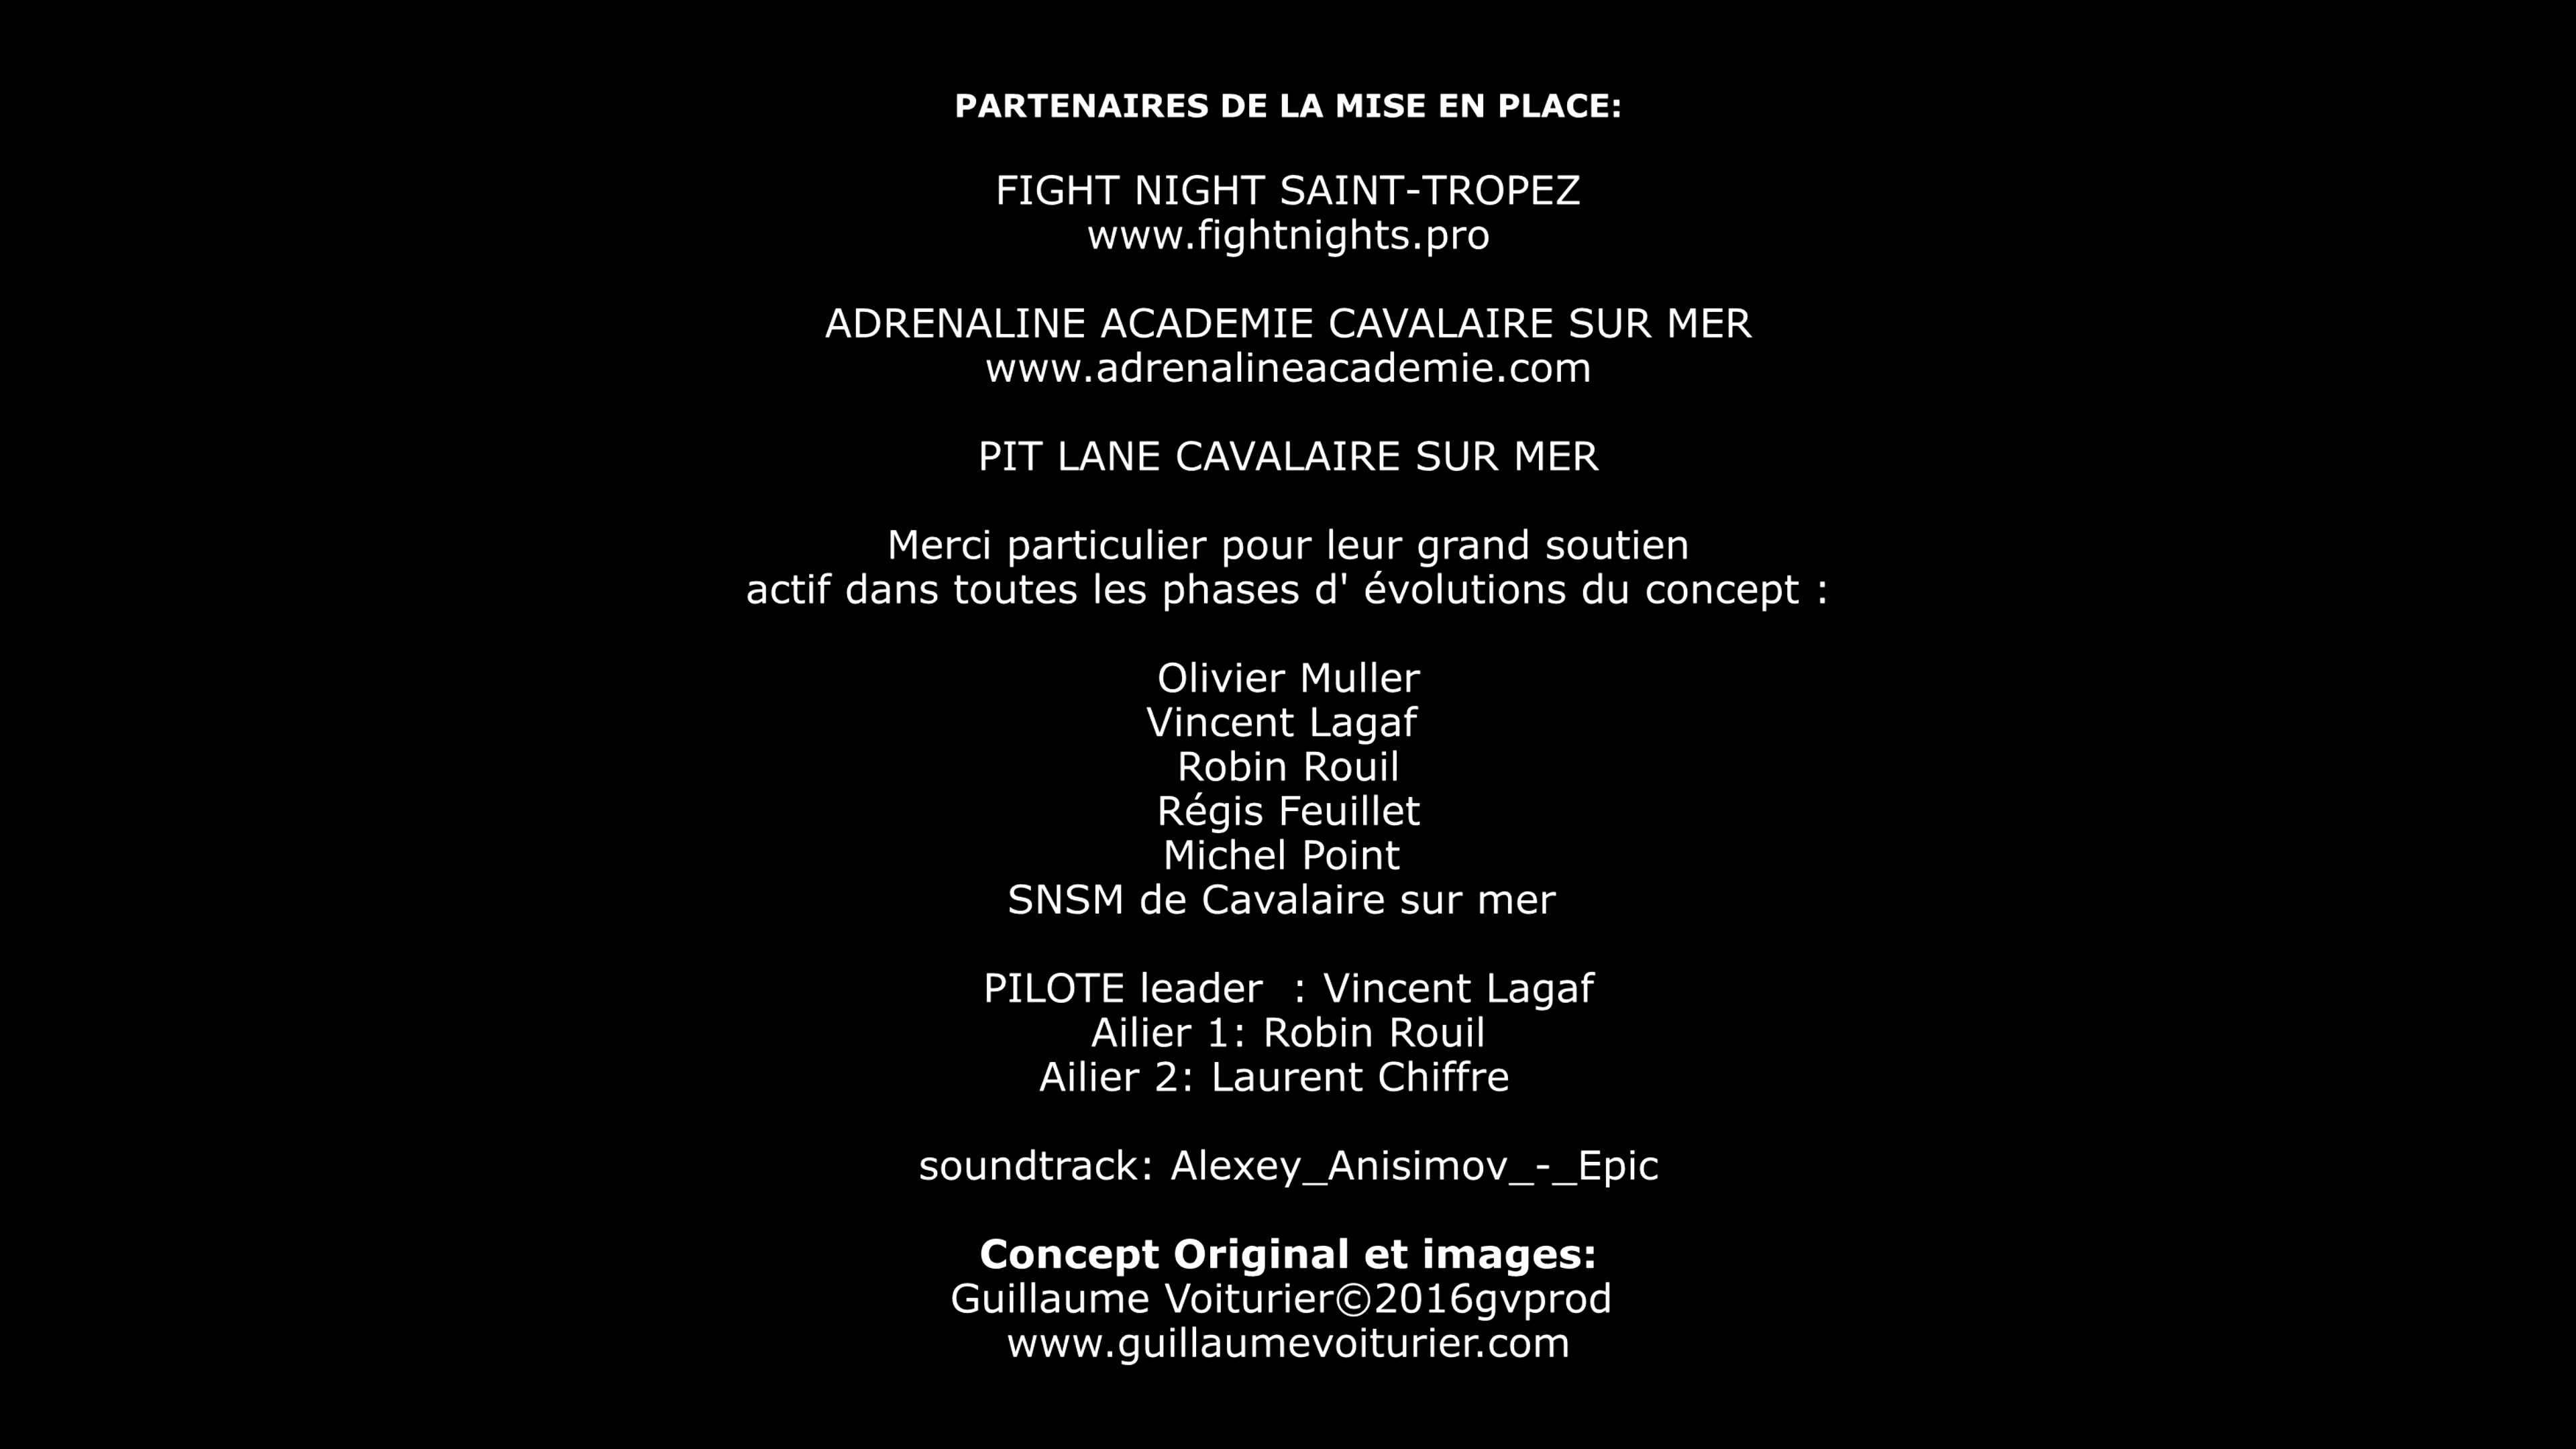 PARTENAIRES DE LA MISE EN PLACE:
FIGHT NIGHT SAINT-TROPEZ
www.fightnights.pro
ADRENALINE ACADEMIE CAVALAIRE SUR MER
www.adrenalineacademie.com
PIT LANE CAVALAIRE SUR MER
Merci particulier pour leur grand soutien
actif dans toutes les phases d' évolutions du concept :
Olivier Muller
Vincent Lagaf
Robin Rouil
Régis Feuillet
Michel Point
SNSM de Cavalaire sur mer
PILOTE leader  : Vincent Lagaf
Ailier 1: Robin Rouil
Ailier 2: Laurent Chiffre
soundtrack: Alexey_Anisimov_-_Epic
Concept Original et images:
Guillaume Voiturier©2016gvprod
www.guillaumevoiturier.com